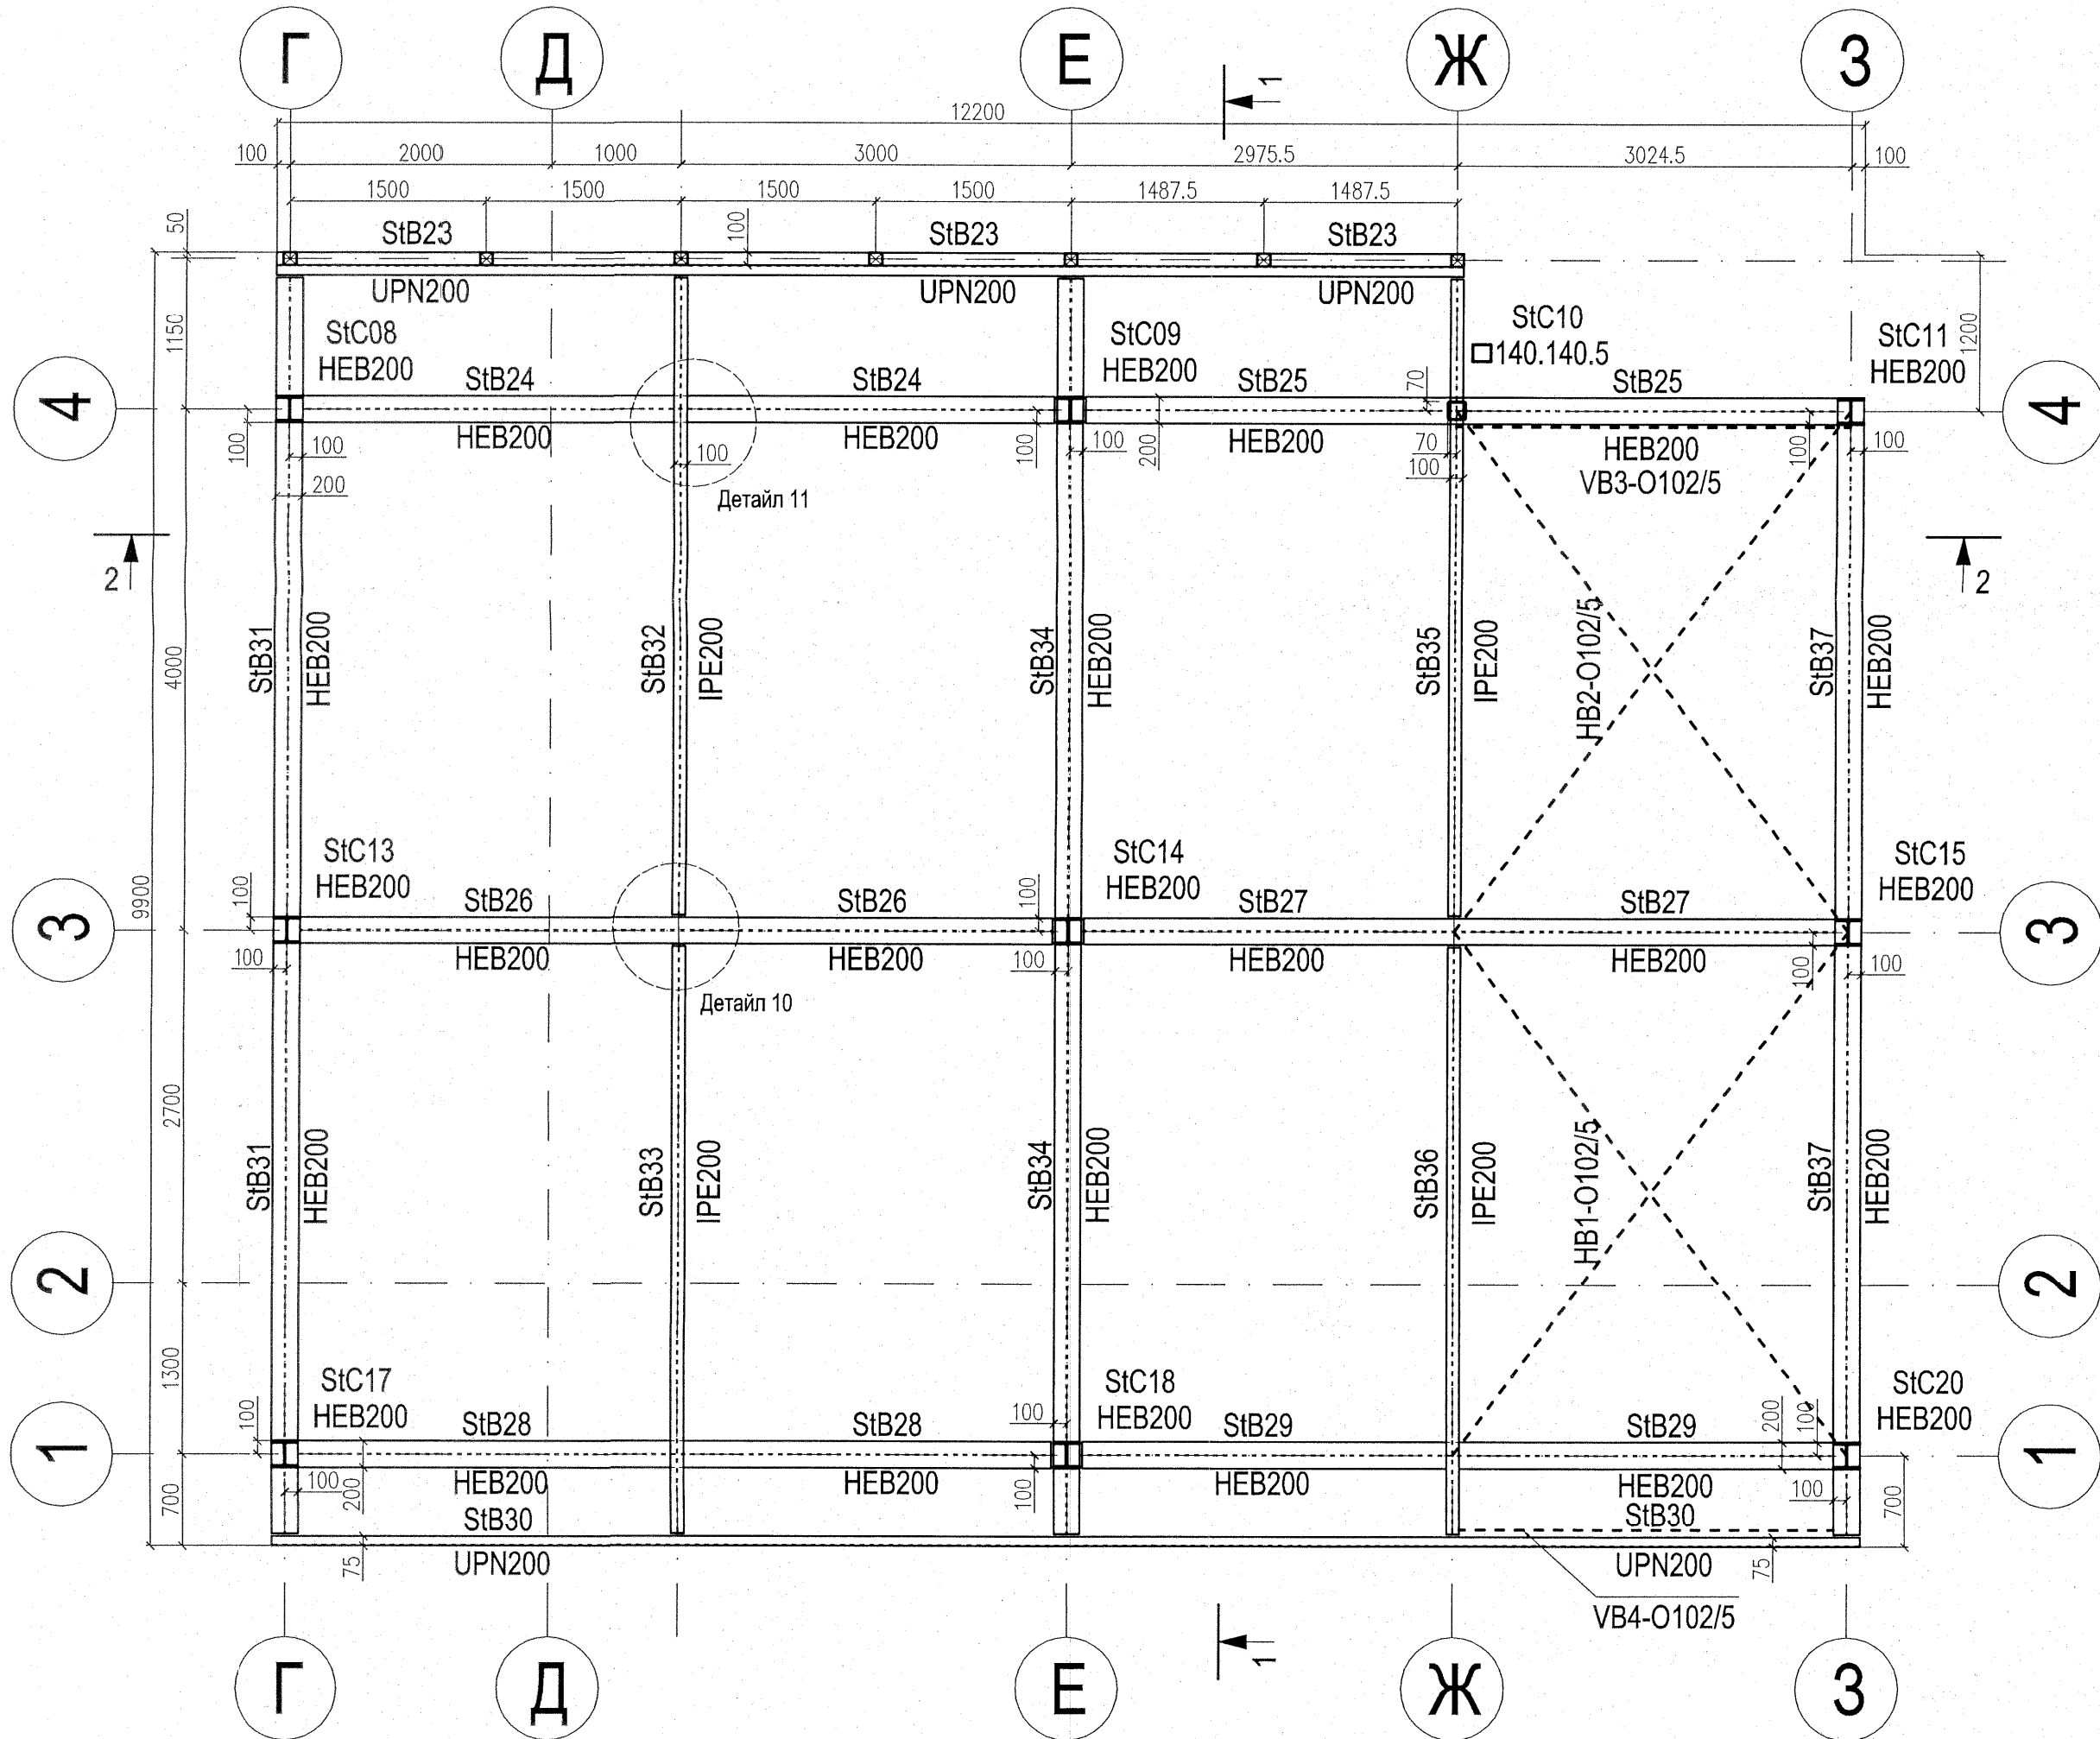 Г Д Е Ж З
1
12200
100 2000 1000 3000 2975.5 3024.5 100
1500 1500 1500 1500 1487.5 1487.5
50 StB23 100 StB23 StB23
UPN200 UPN200 UPN200
1150
StC08
HEB200
StC09
HEB200
StC10
140.140.5
StC11
HEB200
1200
4 StB24 StB24 StB25 70 StB25 4
100 HEB200 HEB200 HEB200 HEB200
VB3-O102/5
100 200 100 100 100 200 70 100 100 100
Детайл 11
2 2
9900
4000
StB31 HEB200 StB32 IPE200 StB34 HEB200 StB35 IPE200 HB2-O102/5 StB37 HEB200
StC13
HEB200
StC14
HEB200
StC15
HEB200
3 100 StB26 StB26 100 StB27 StB27 3
100 HEB200 HEB200 100 HEB200 HEB200 100 100
Детайл 10
2700
StB31 HEB200 StB33 IPE200 StB34 HEB200 StB36 IPE200 HB1-O102/5 StB37 HEB200
2 2
1300
StC17
HEB200
StC18
HEB200
StC20
HEB200
1 100 StB28 StB28 100 StB29 StB29 200 100 1
100 200 HEB200 HEB200 100 HEB200 HEB200 100
700 StB30 StB30 700
75 UPN200 UPN200 75
VB4-O102/5
1
Г Д Е Ж З